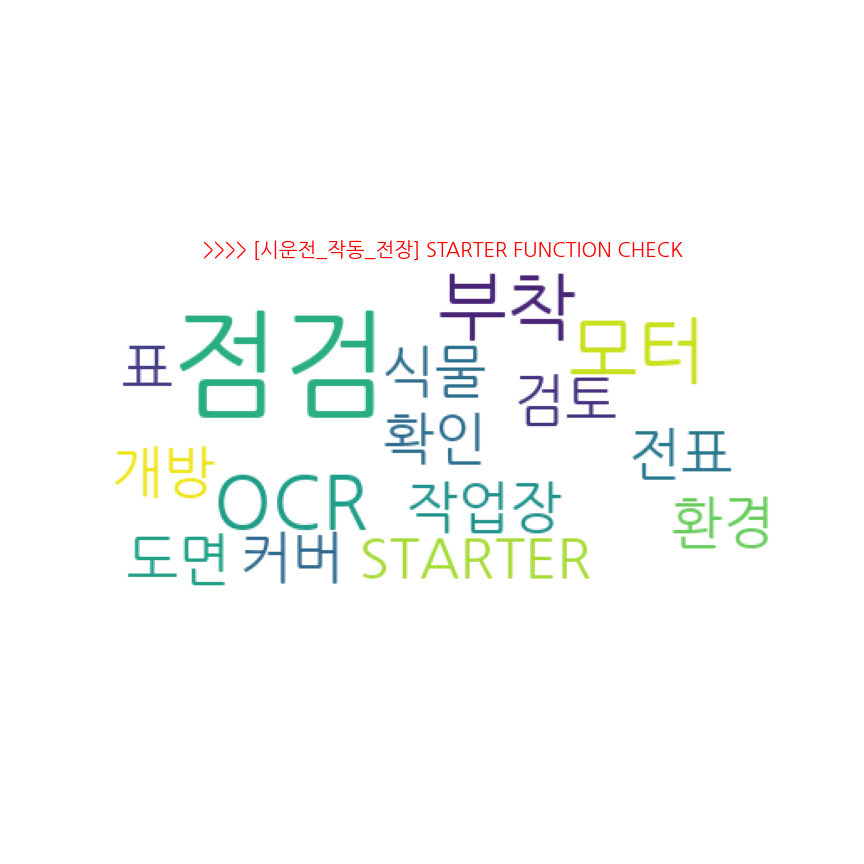 >>>> [시운전_작동_전장] STARTER FUNCTION CHECK
부착
점검
모터
표
식물
검토
확인
전표
개방
OCR
작업장
환경
도면
커버
STARTER